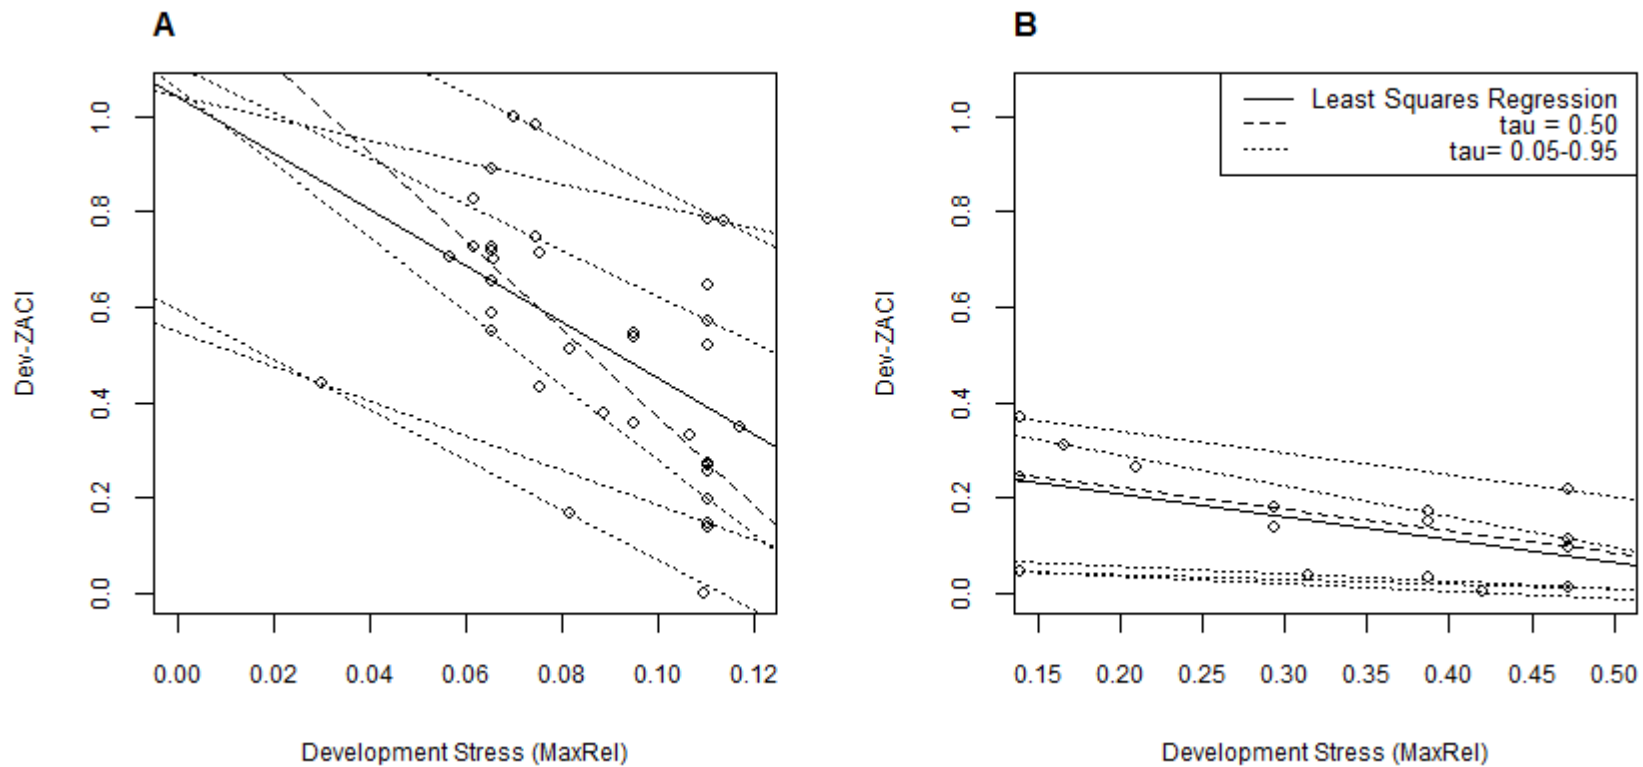 A
Dev-ZACI
1.0
0.8
0.6
0.4
0.2
0.0
0.00 0.02 0.04 0.06 0.08 0.10 0.12
Development Stress (MaxRel)
B
Least Squares Regression
tau = 0.50
tau= 0.05-0.95
Dev-ZACI
1.0
0.8
0.6
0.4
0.2
0.0
0.15 0.20 0.25 0.30 0.35 0.40 0.45 0.50
Development Stress (MaxRel)